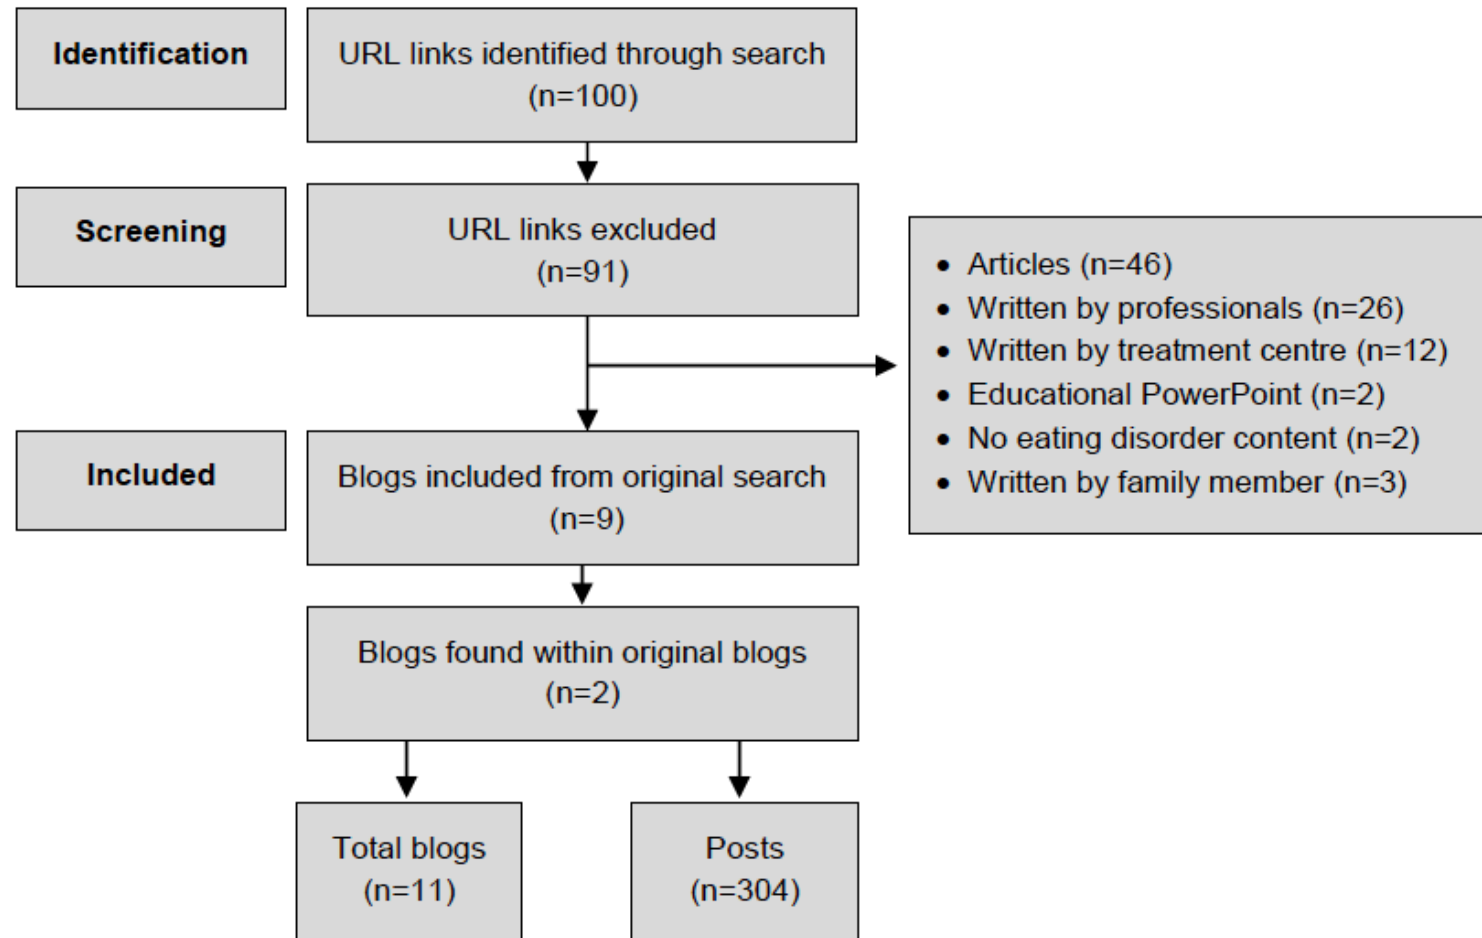 Identification
URL links identified through search
(n=100)
Screening
URL links excluded
(n=91)
• Articles (n=46)
• Written by professionals (n=26)
• Written by treatment centre (n=12)
• Educational PowerPoint (n=2)
• No eating disorder content (n=2)
• Written by family member (n=3)
Included
Blogs included from original search
(n=9)
Blogs found within original blogs
(n=2)
Total blogs
(n=11)
Posts
(n=304)